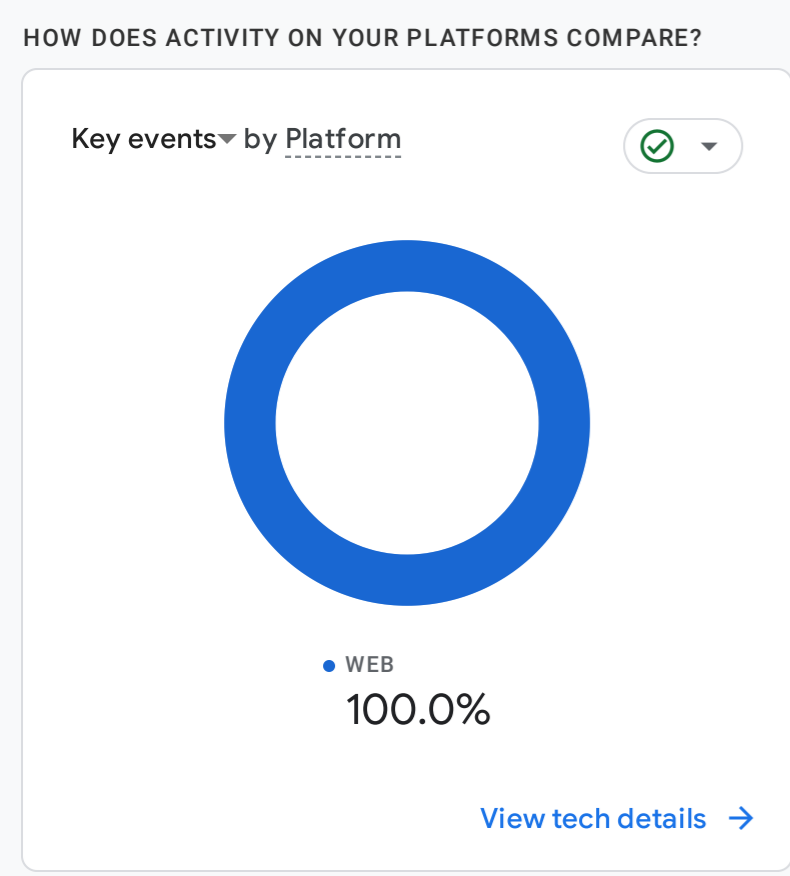 HOW DOES ACTIVITY ON YOUR PLATFORMS COMPARE?
Key events by Platform
WEB
100.0%
View tech details